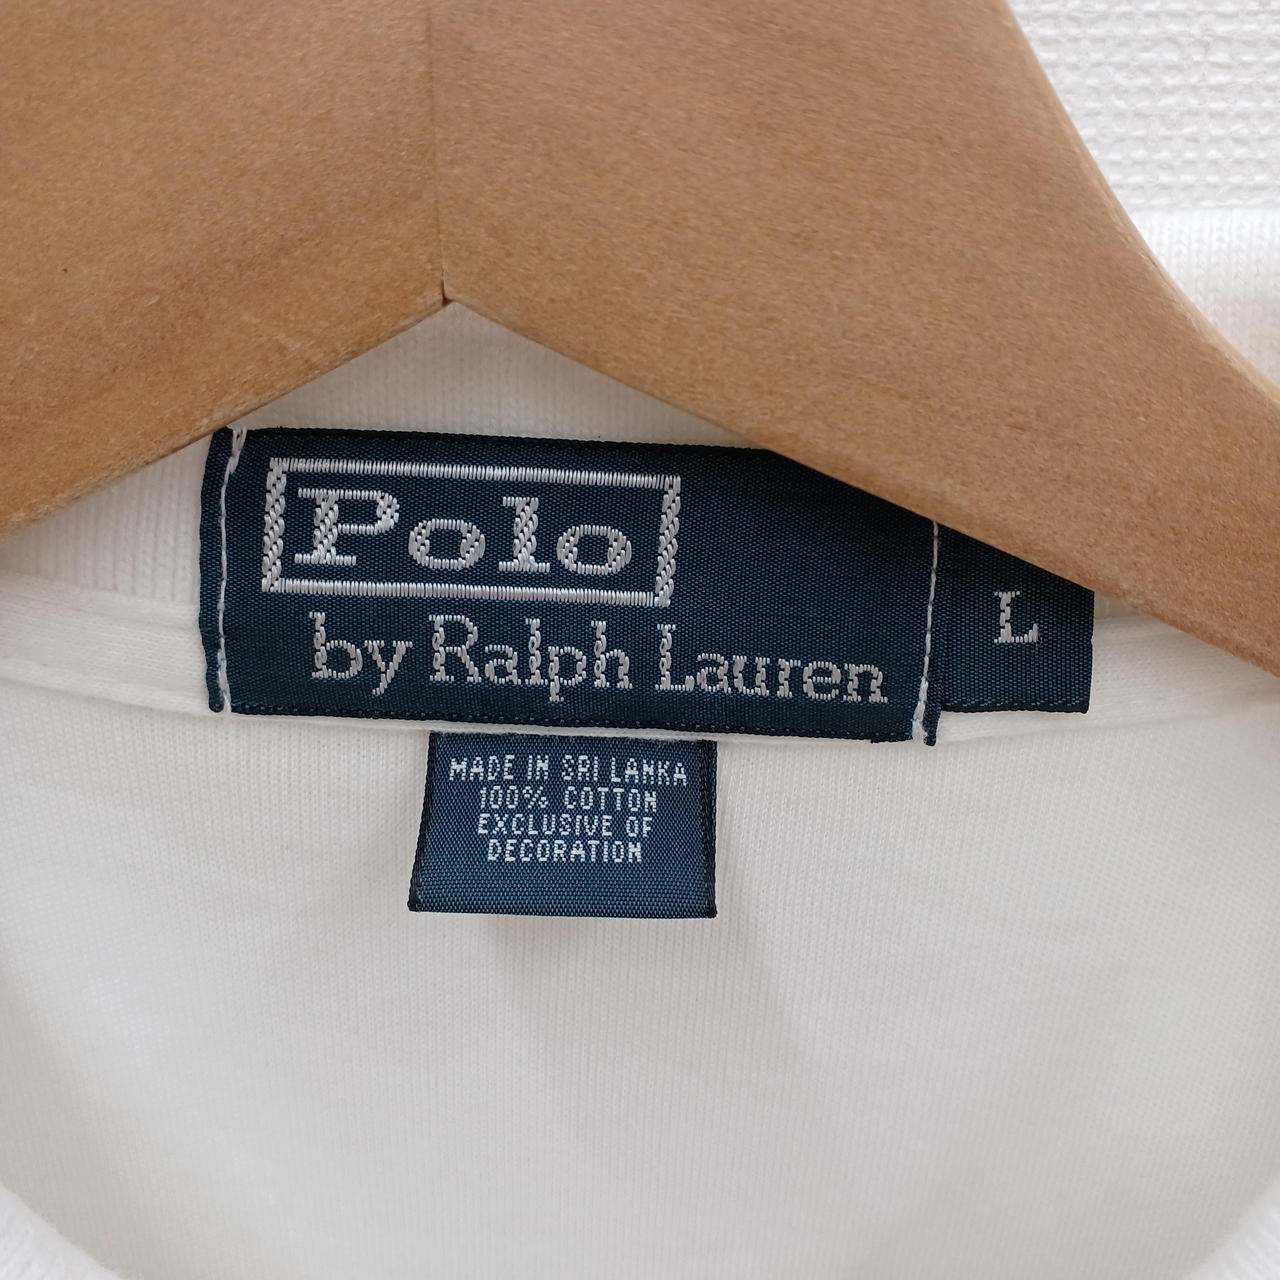 Polo
by Ralph Lauren
L
MADE IN SRI LANKA
100% COTTON
EXCLUSIVE OF
DECORATION